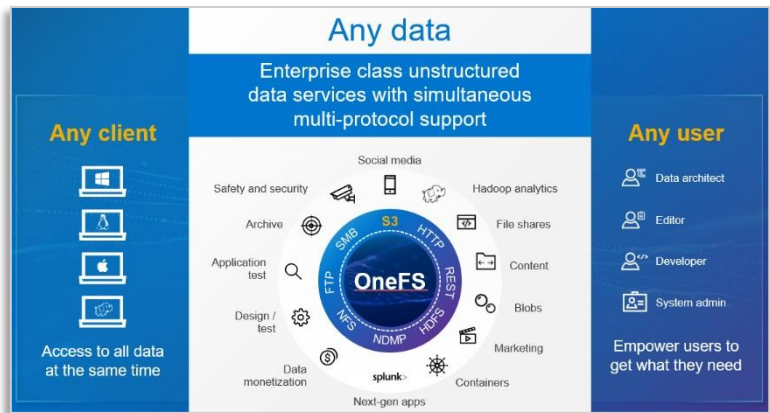 Any data
Enterprise class unstructured
data services with simultaneous
multi-protocol support
Any client
Access to all data
at the same time
Social media
Safety and security
Hadoop analytics
Archive
File shares
Application
test
Content
Design /
test
Blobs
Data
monetization
Marketing
Containers
splunk>
Next-gen apps
S3
HTTP
REST
HDFS
NDMP
NFS
FTP
SMB
OneFS
Any user
Data architect
Editor
Developer
System admin
Empower users to
get what they need